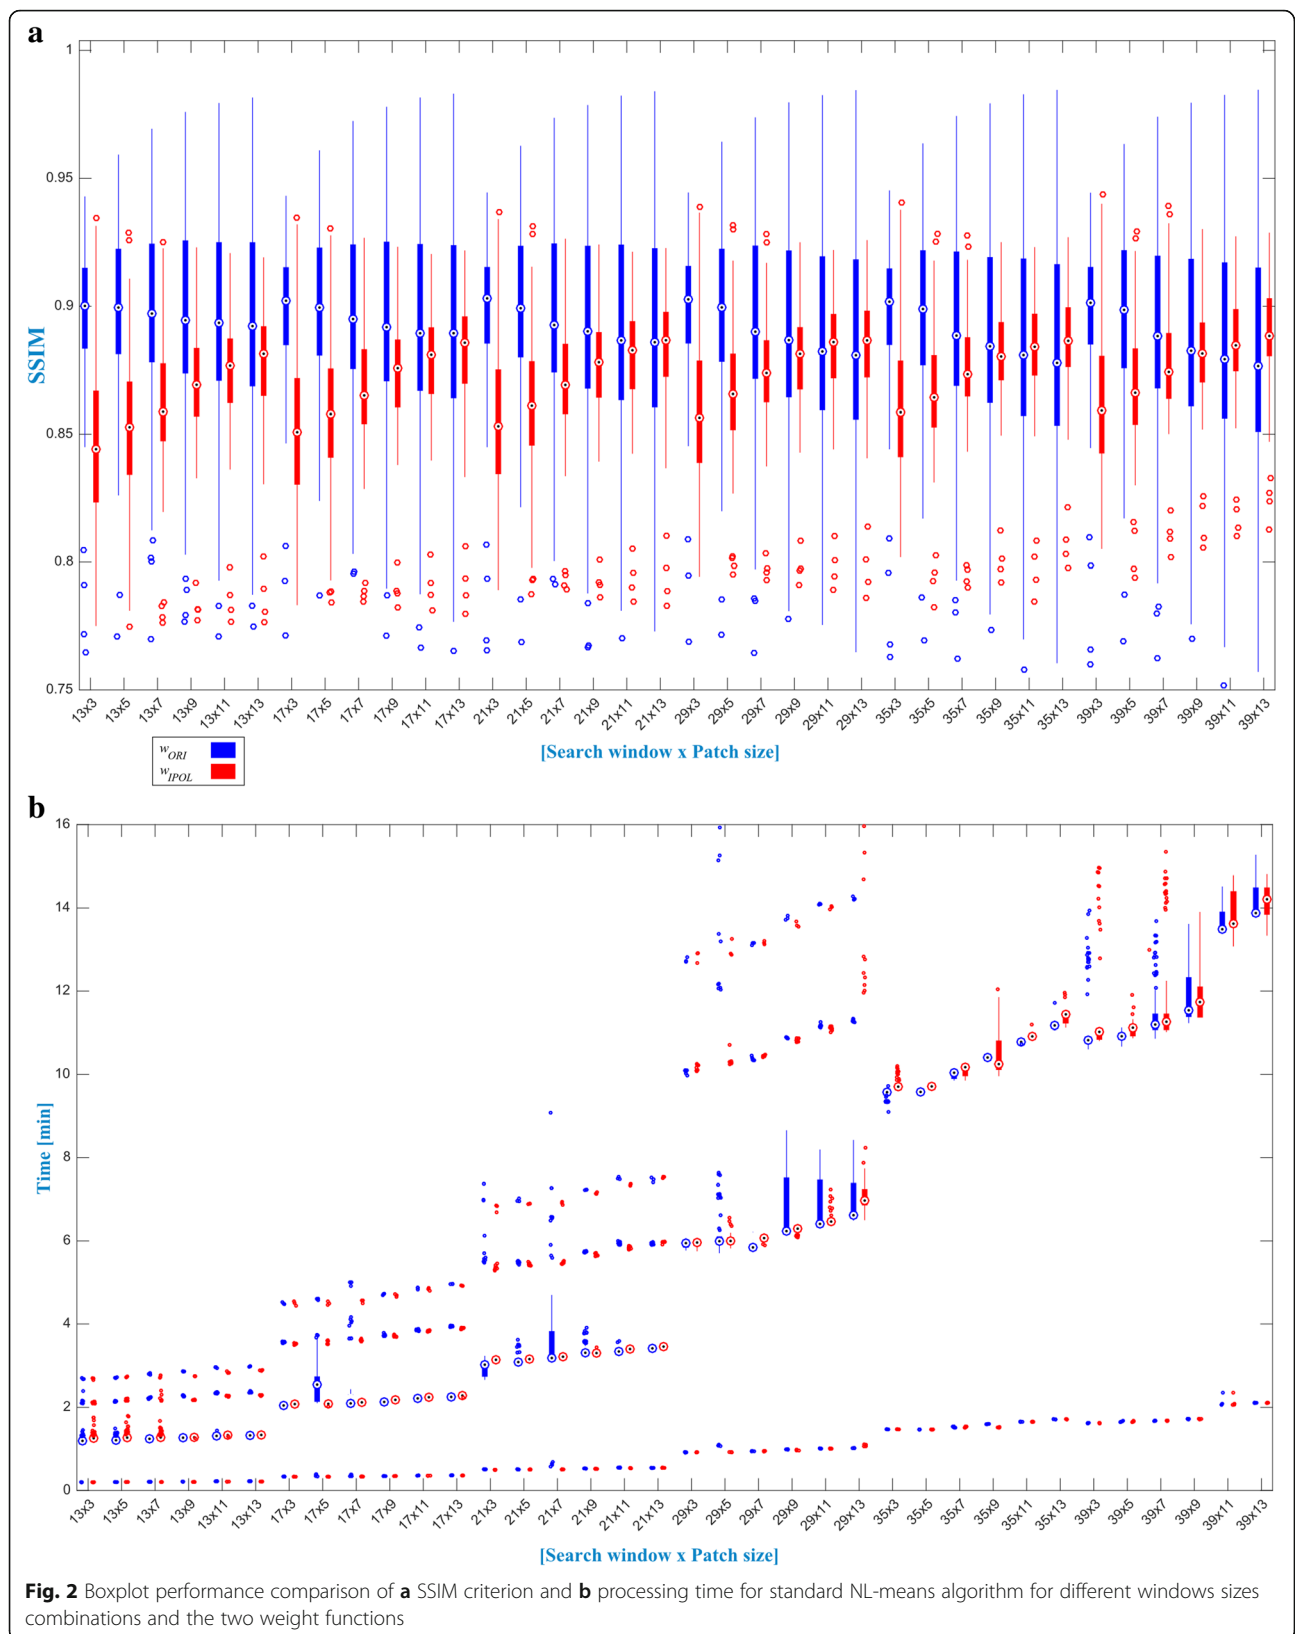 a
1
0.95
0.9
0.85
0.8
0.75
SSIM
13x3 13x5 13x7 13x9 13x11 13x13 17x3 17x5 17x7 17x9 17x11 17x13 21x3 21x5 21x7 21x9 21x11 21x13 29x3 29x5 29x7 29x9 29x11 29x13 35x3 35x5 35x7 35x9 35x11 35x13 39x3 39x5 39x7 39x9 39x11 39x13
[Search window x Patch size]
wORI
wIPOL
b
16
14
12
10
8
6
4
2
0
Time [min]
13x3 13x5 13x7 13x9 13x11 13x13 17x3 17x5 17x7 17x9 17x11 17x13 21x3 21x5 21x7 21x9 21x11 21x13 29x3 29x5 29x7 29x9 29x11 29x13 35x3 35x5 35x7 35x9 35x11 35x13 39x3 39x5 39x7 39x9 39x11 39x13
[Search window x Patch size]
Fig. 2 Boxplot performance comparison of a SSIM criterion and b processing time for standard NL-means algorithm for different windows sizes
combinations and the two weight functions